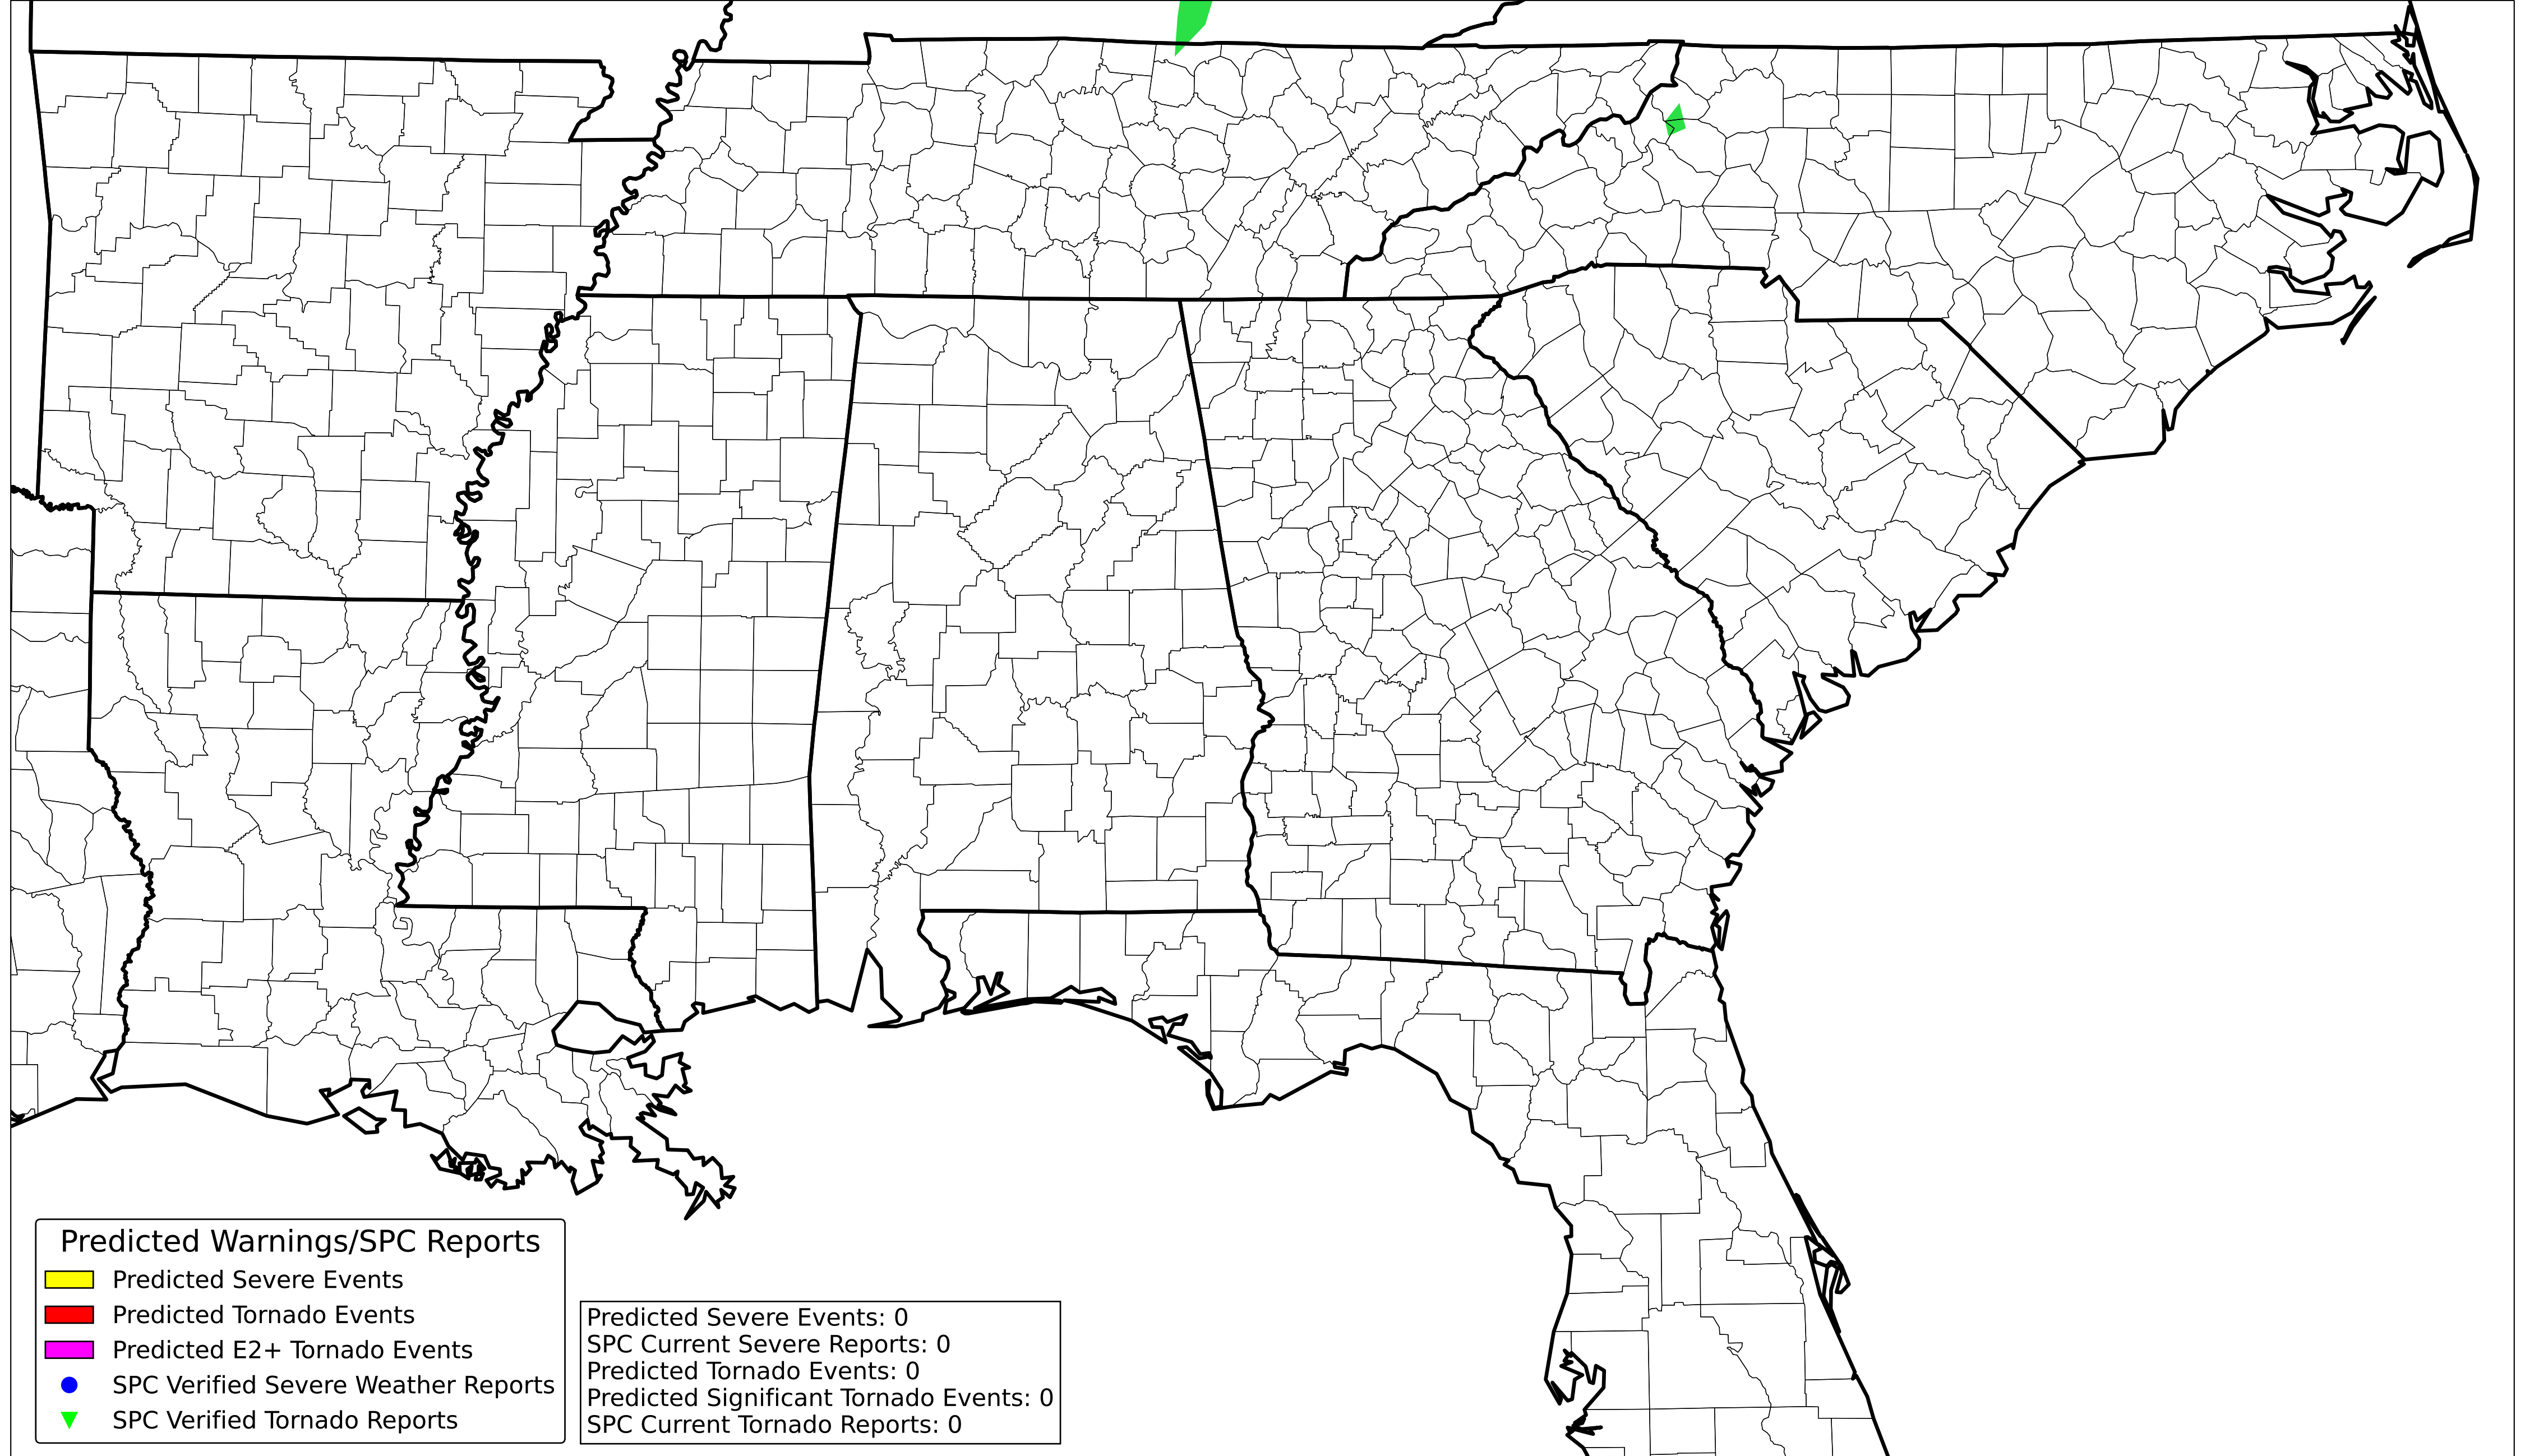 Predicted Warnings/SPC Reports
Predicted Severe Events
Predicted Tornado Events
Predicted E2+ Tornado Events
SPC Verified Severe Weather Reports
SPC Verified Tornado Reports
Predicted Severe Events: 0
SPC Current Severe Reports: 0
Predicted Tornado Events: 0
Predicted Significant Tornado Events: 0
SPC Current Tornado Reports: 0